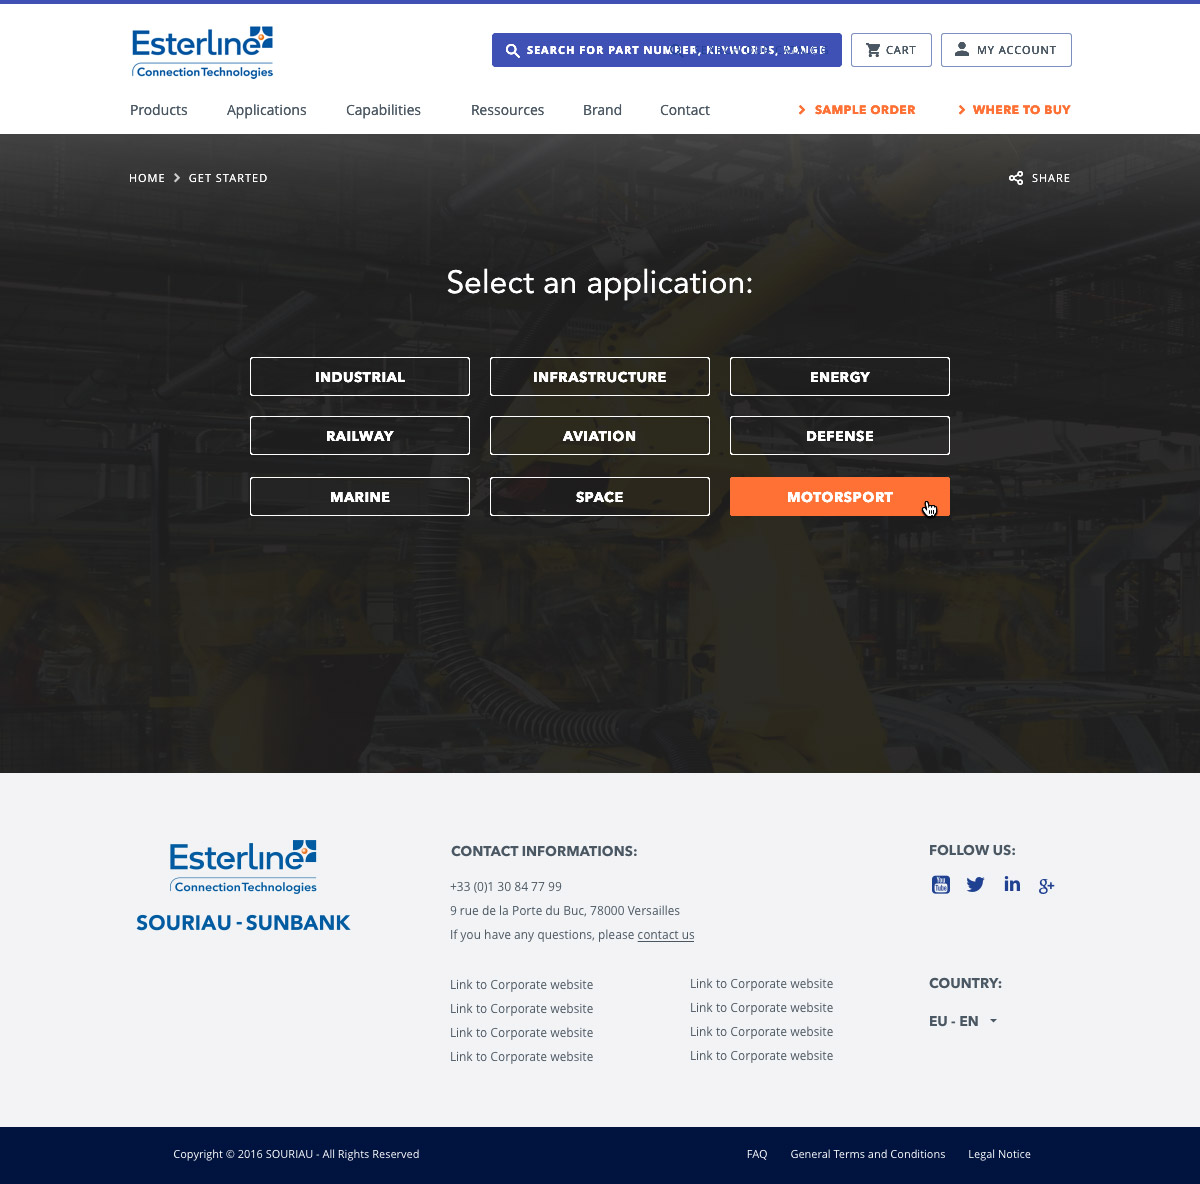 Esterline
Connection Technologies
SEARCH FOR PART NUMBER, KEYWORDS, RANGE
CART
MY ACCOUNT
Products
Applications
Capabilities
Ressources
Brand
Contact
SAMPLE ORDER
WHERE TO BUY
HOME > GET STARTED
SHARE
Select an application:
INDUSTRIAL
INFRASTRUCTURE
ENERGY
RAILWAY
AVIATION
DEFENSE
MARINE
SPACE
MOTORSPORT
Esterline
Connection Technologies
SOURIAU - SUNBANK
CONTACT INFORMATIONS:
+33 (0)1 30 84 77 99
9 rue de la Porte du Buc, 78000 Versailles
If you have any questions, please contact us
Link to Corporate website
Link to Corporate website
Link to Corporate website
Link to Corporate website
Link to Corporate website
Link to Corporate website
Link to Corporate website
Link to Corporate website
FOLLOW US:
You Tube
in
g+
COUNTRY:
EU - EN
Copyright © 2016 SOURIAU - All Rights Reserved
FAQ
General Terms and Conditions
Legal Notice